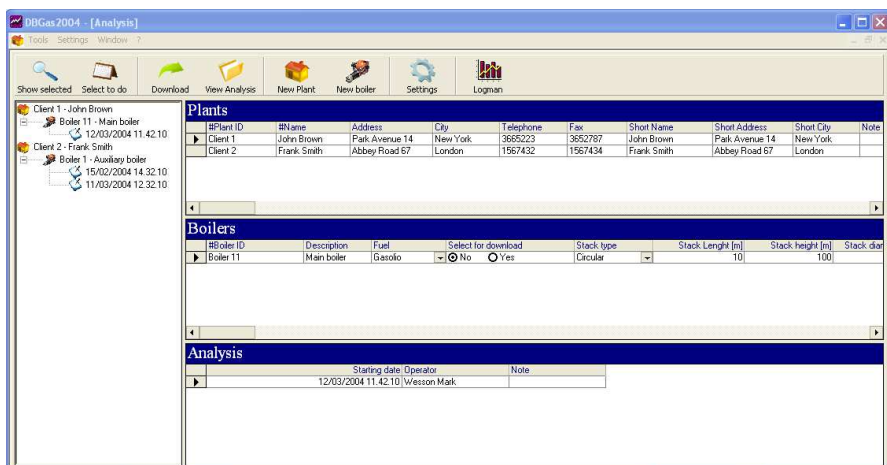 DBGas2004 - [Analysis]
Tools Settings Window ?
Show selected Select to do Download View Analysis New Plant New boiler Settings Logman
Client 1 - John Brown
Boiler 11 - Main boiler
12/03/2004 11.42.10
Client 2 - Frank Smith
Boiler 1 - Auxiliary boiler
15/02/2004 14.32.10
11/03/2004 12.32.10
Plants
#Plant ID #Name Address City Telephone Fax Short Name Short Address Short City Note
Client 1 John Brown Park Avenue 14 New York 3665223 3652787 John Brown Park Avenue 14 New York
Client 2 Frank Smith Abbey Road 67 London 1567432 1567434 Frank Smith Abbey Road 67 London
Boilers
#Boiler ID Description Fuel Select for download Stack type Stack Lenght [m] Stack height [m] Stack diar
Boiler 11 Main boiler Gasolio No Yes Circular 10 100
Analysis
Starting date Operator Note
12/03/2004 11.42.10 Wesson Mark